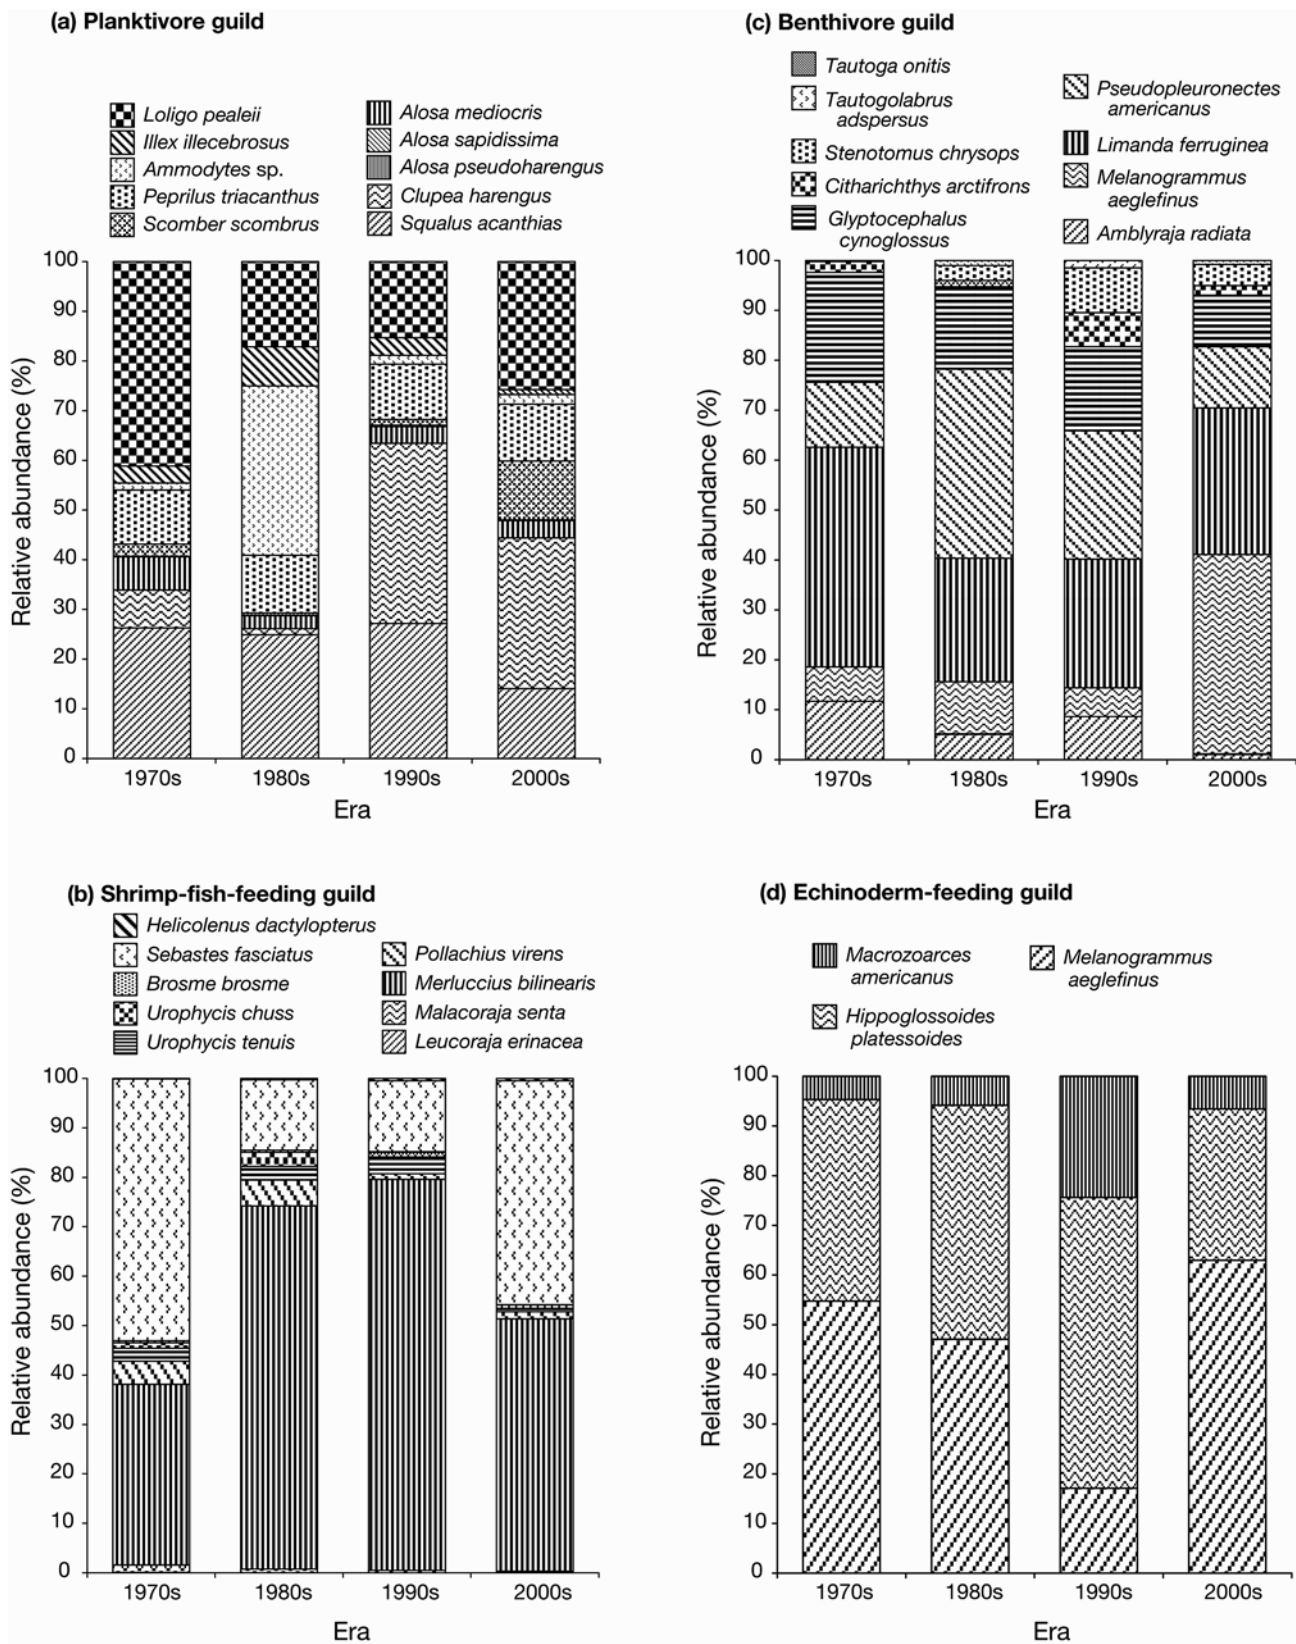 (a) Planktivore guild
Loligo pealeii
Illex illecebrosus
Ammodytes sp.
Peprilus triacanthus
Scomber scombrus
Alosa mediocris
Alosa sapidissima
Alosa pseudoharengus
Clupea harengus
Squalus acanthias
Relative abundance (%)
100
90
80
70
60
50
40
30
20
10
0
1970s 1980s 1990s 2000s
Era
(c) Benthivore guild
Tautoga onitis
Tautogolabrus
adspersus
Stenotomus chrysops
Citharichthys arctifrons
Glyptocephalus
cynoglossus
Pseudopleuronectes
americanus
Limanda ferruginea
Melanogrammus
aeglefinus
Amblyraja radiata
Relative abundance (%)
100
90
80
70
60
50
40
30
20
10
0
1970s 1980s 1990s 2000s
Era
(b) Shrimp-fish-feeding guild
Helicolenus dactylopterus
Sebastes fasciatus
Brosme brosme
Urophycis chuss
Urophycis tenuis
Pollachius virens
Merluccius bilinearis
Malacoraja senta
Leucoraja erinacea
Relative abundance (%)
100
90
80
70
60
50
40
30
20
10
0
1970s 1980s 1990s 2000s
Era
(d) Echinoderm-feeding guild
Macrozoarces
americanus
Hippoglossoides
platessoides
Melanogrammus
aeglefinus
Relative abundance (%)
100
90
80
70
60
50
40
30
20
10
0
1970s 1980s 1990s 2000s
Era